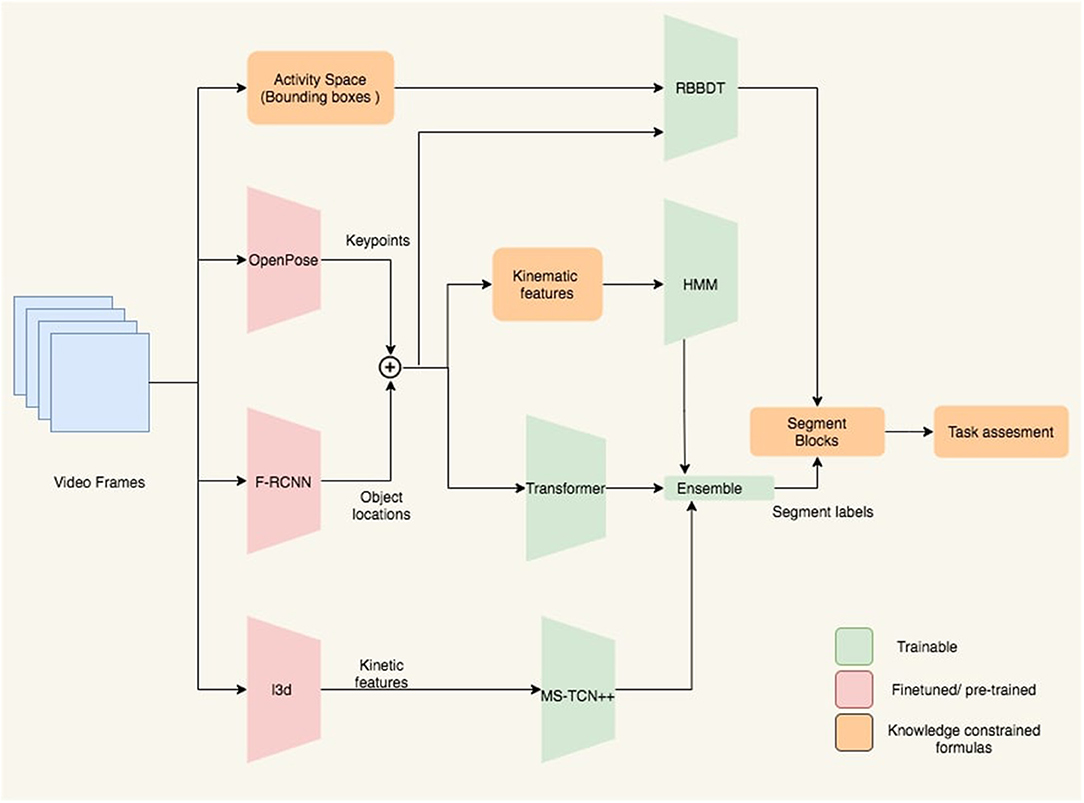 Activity Space
(Bounding boxes )
RBBDT
OpenPose
Keypoints
Kinematic
features
HMM
Video Frames
F-RCNN
Object
locations
Transformer
Ensemble
Segment
Blocks
Task assesment
Segment labels
I3d
Kinetic
features
MS-TCN++
Trainable
Finetuned/ pre-trained
Knowledge constrained
formulas